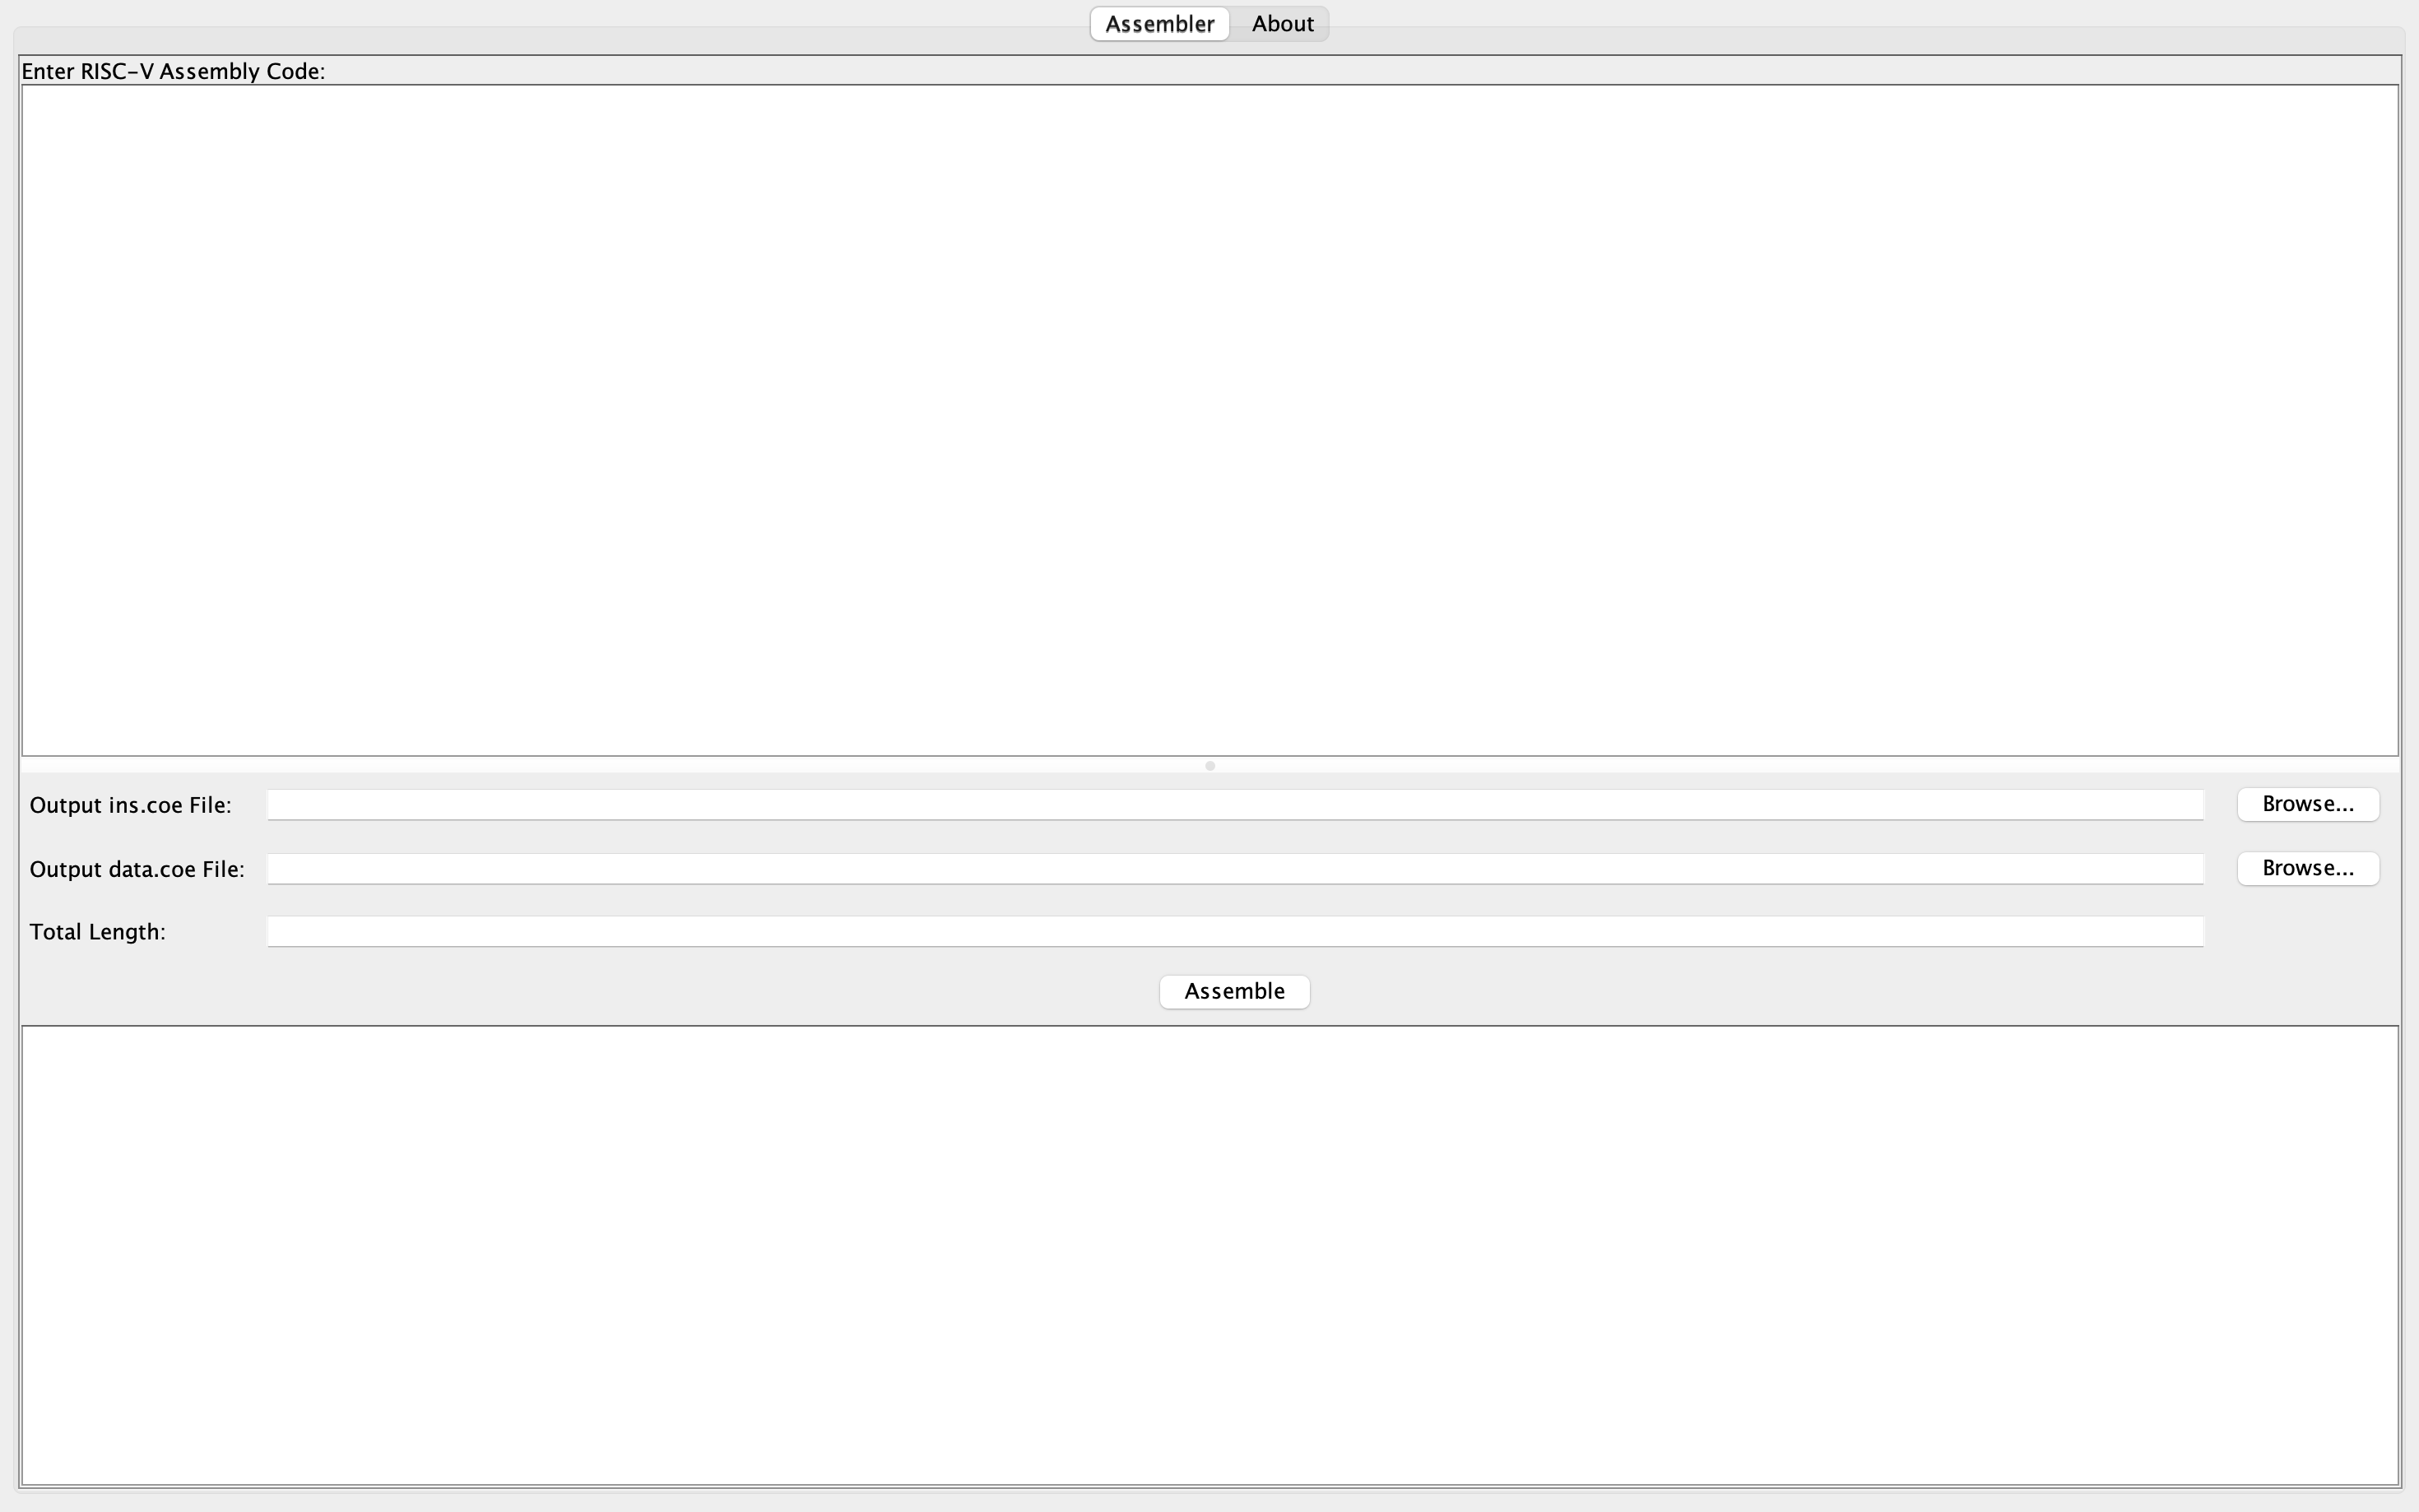 Assembler About
Enter RISC-V Assembly Code:
Output ins.coe File: Browse...
Output data.coe File: Browse...
Total Length:
Assemble